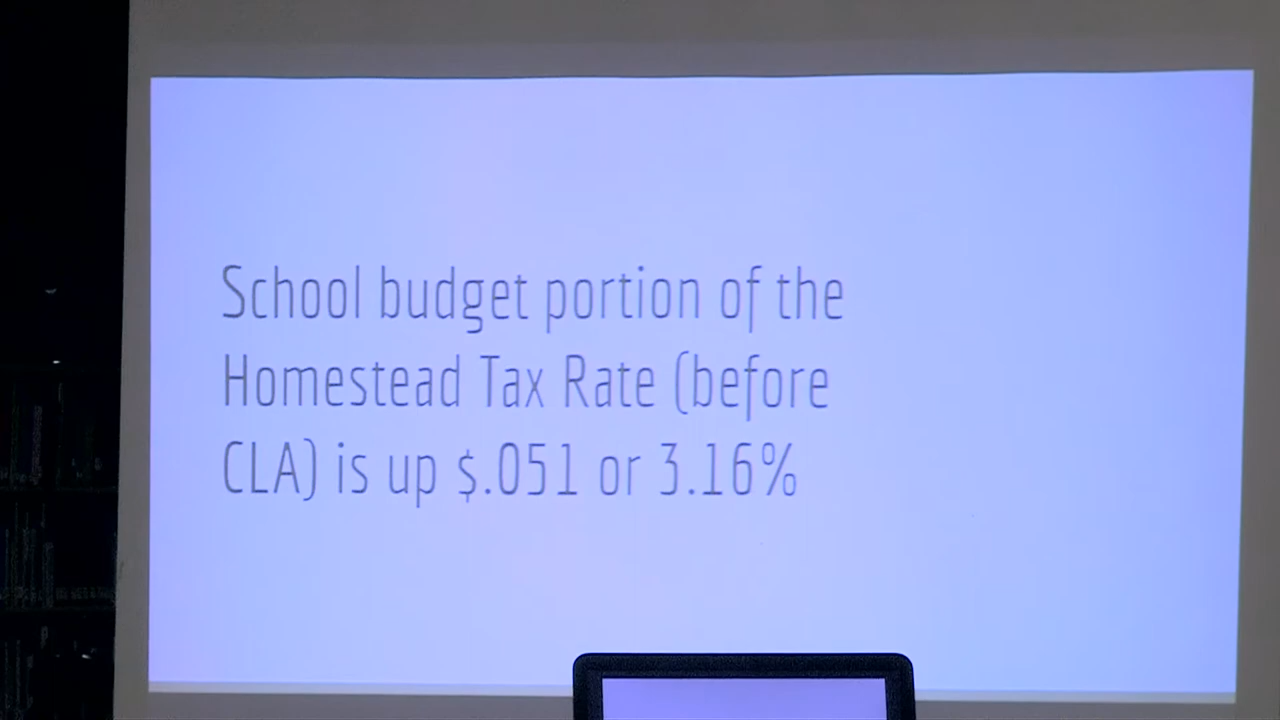 School budget portion of the
Homestead Tax Rate (before
CLA) is up $.051 or 3.16%